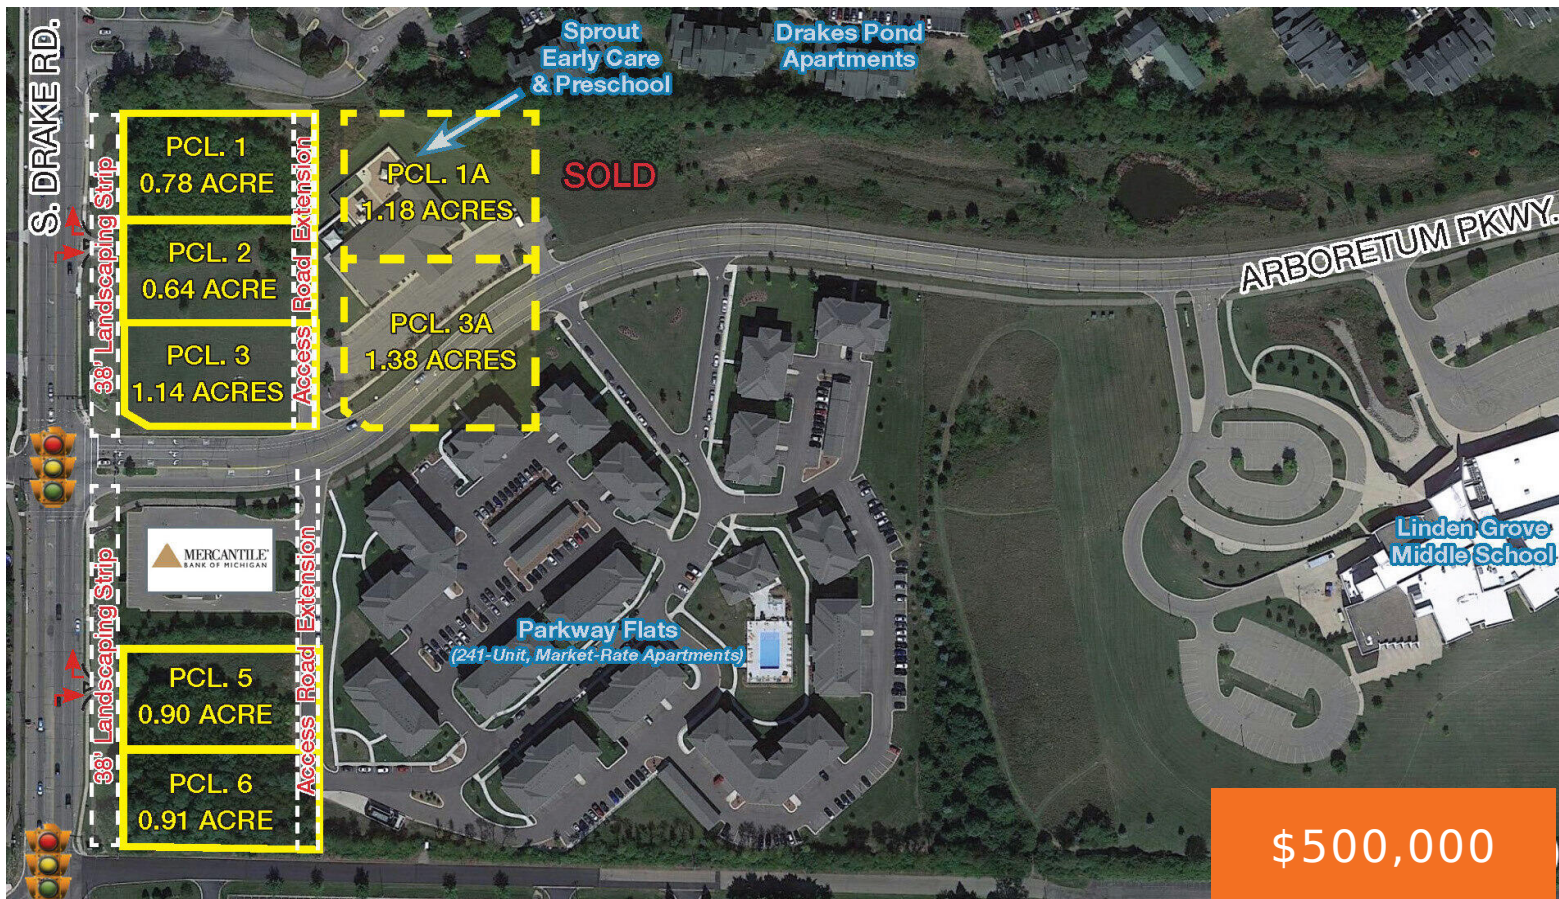 S. DRAKE RD.
Sprout
Early Care
& Preschool
Drakes Pond
Apartments
PCL. 1
0.78 ACRE
PCL. 2
0.64 ACRE
PCL. 3
1.14 ACRES
38' Landscaping Strip
Access Road Extension
PCL. 1A
1.18 ACRES
SOLD
PCL. 3A
1.38 ACRES
ARBORETUM PKWY.
MERCANTILE
BANK OF MICHIGAN
38' Landscaping Strip
Access Road Extension
Linden Grove
Middle School
Parkway Flats
(241-Unit, Market-Rate Apartments)
PCL. 5
0.90 ACRE
PCL. 6
0.91 ACRE
$500,000